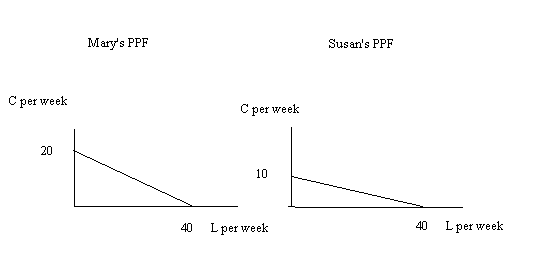 Mary's PPF
Susan's PPF
C per week
C per week
20
10
40
L per week
40
L per week